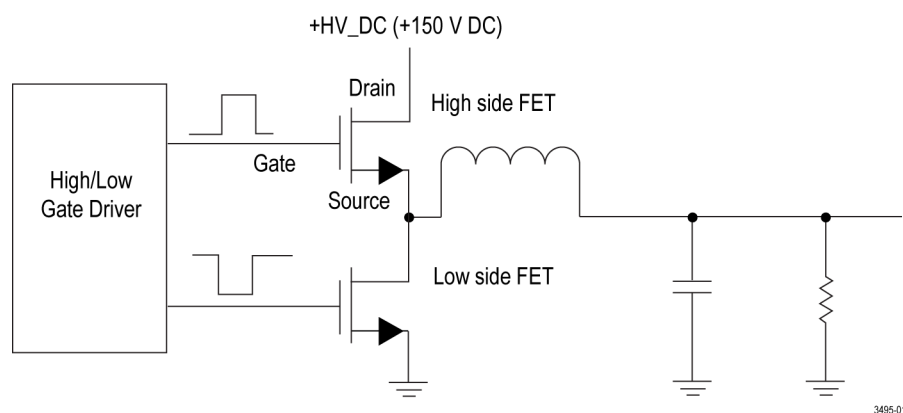 +HV_DC (+150 V DC)
Drain
High side FET
High/Low
Gate Driver
Gate
Source
Low side FET